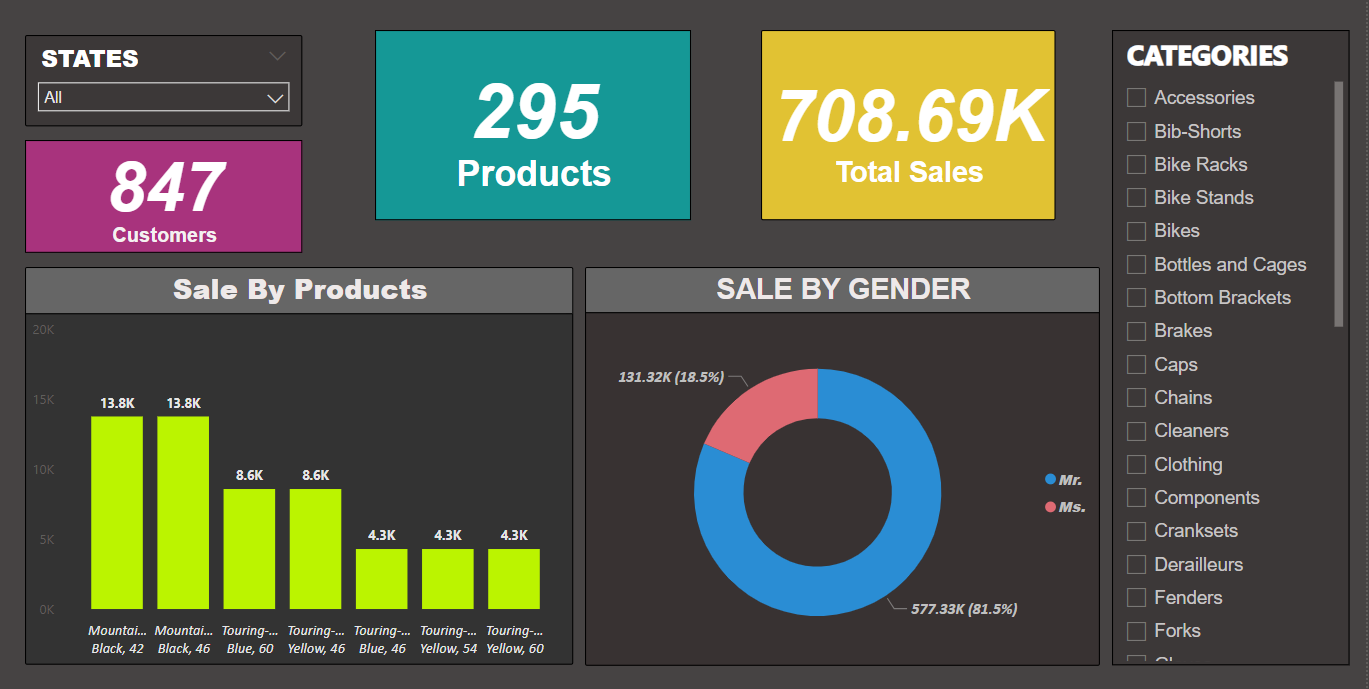 STATES
All
847
Customers
295
Products
708.69K
Total Sales
CATEGORIES
Accessories
Bib-Shorts
Bike Racks
Bike Stands
Bikes
Bottles and Cages
Bottom Brackets
Brakes
Caps
Chains
Cleaners
Clothing
Components
Cranksets
Derailleurs
Fenders
Forks
Sale By Products
20K
15K
10K
5K
0K
13.8K
13.8K
8.6K
8.6K
4.3K
4.3K
4.3K
Mountai...
Black, 42
Mountai...
Black, 46
Touring-...
Blue, 60
Touring-...
Yellow, 46
Touring-...
Blue, 46
Touring-...
Yellow, 54
Touring-...
Yellow, 60
SALE BY GENDER
131.32K (18.5%)
577.33K (81.5%)
Mr.
Ms.